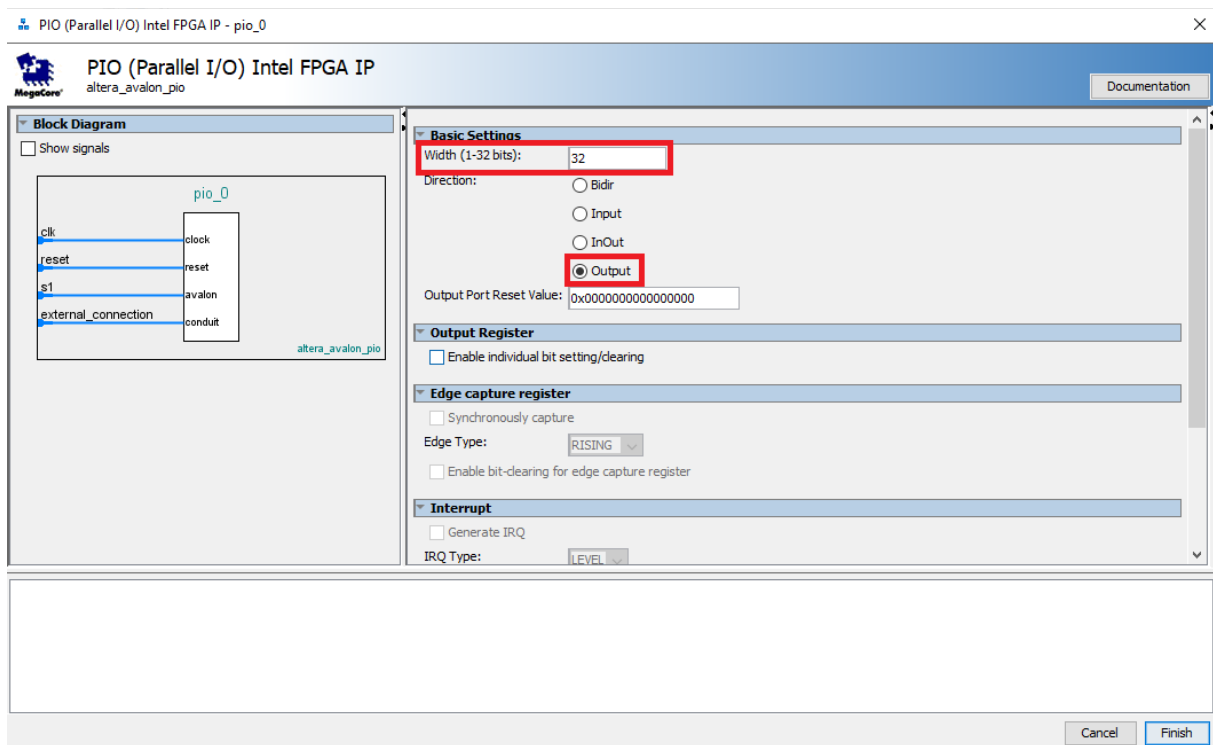 PIO (Parallel I/O) Intel FPGA IP - pio_0
PIO (Parallel I/O) Intel FPGA IP
altera_avalon_pio
MegaCore'
Documentation
Block Diagram
Show signals
pio_0
clk
clock
reset
reset
s1
avalon
external_connection
conduit
altera_avalon_pio
Basic Settings
Width (1-32 bits): 32
Direction: Bidir
Input
InOut
Output
Output Port Reset Value: 0x0000000000000000
Output Register
Enable individual bit setting/clearing
Edge capture register
Synchronously capture
Edge Type: RISING
Enable bit-clearing for edge capture register
Interrupt
Generate IRQ
IRQ Type: LEVEL
Cancel Finish